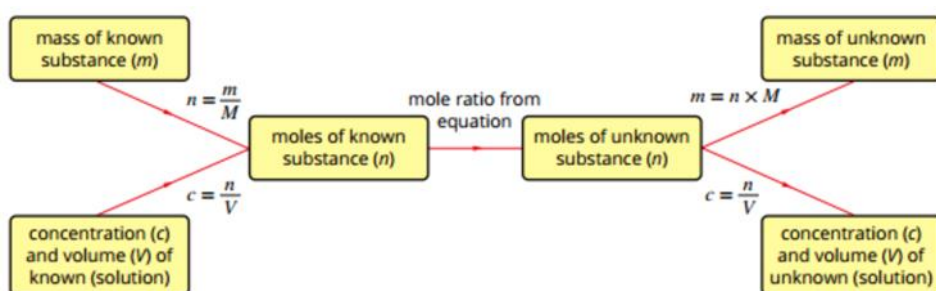 mass of known
substance (m)
n = m/M
concentration (c)
and volume (V) of
known (solution)
c = n/V
moles of known
substance (n)
mole ratio from
equation
moles of unknown
substance (n)
m = n × M
mass of unknown
substance (m)
c = n/V
concentration (c)
and volume (V) of
unknown (solution)